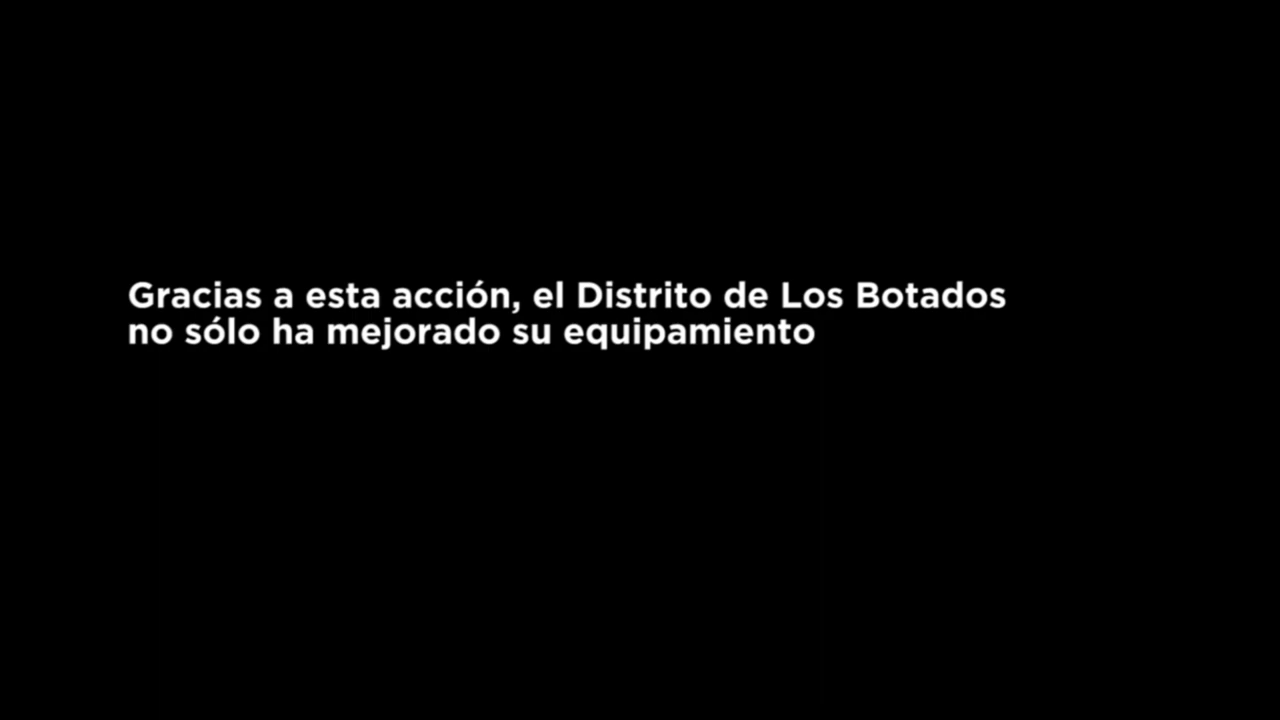 Gracias a esta acción, el Distrito de Los Botados
no sólo ha mejorado su equipamiento